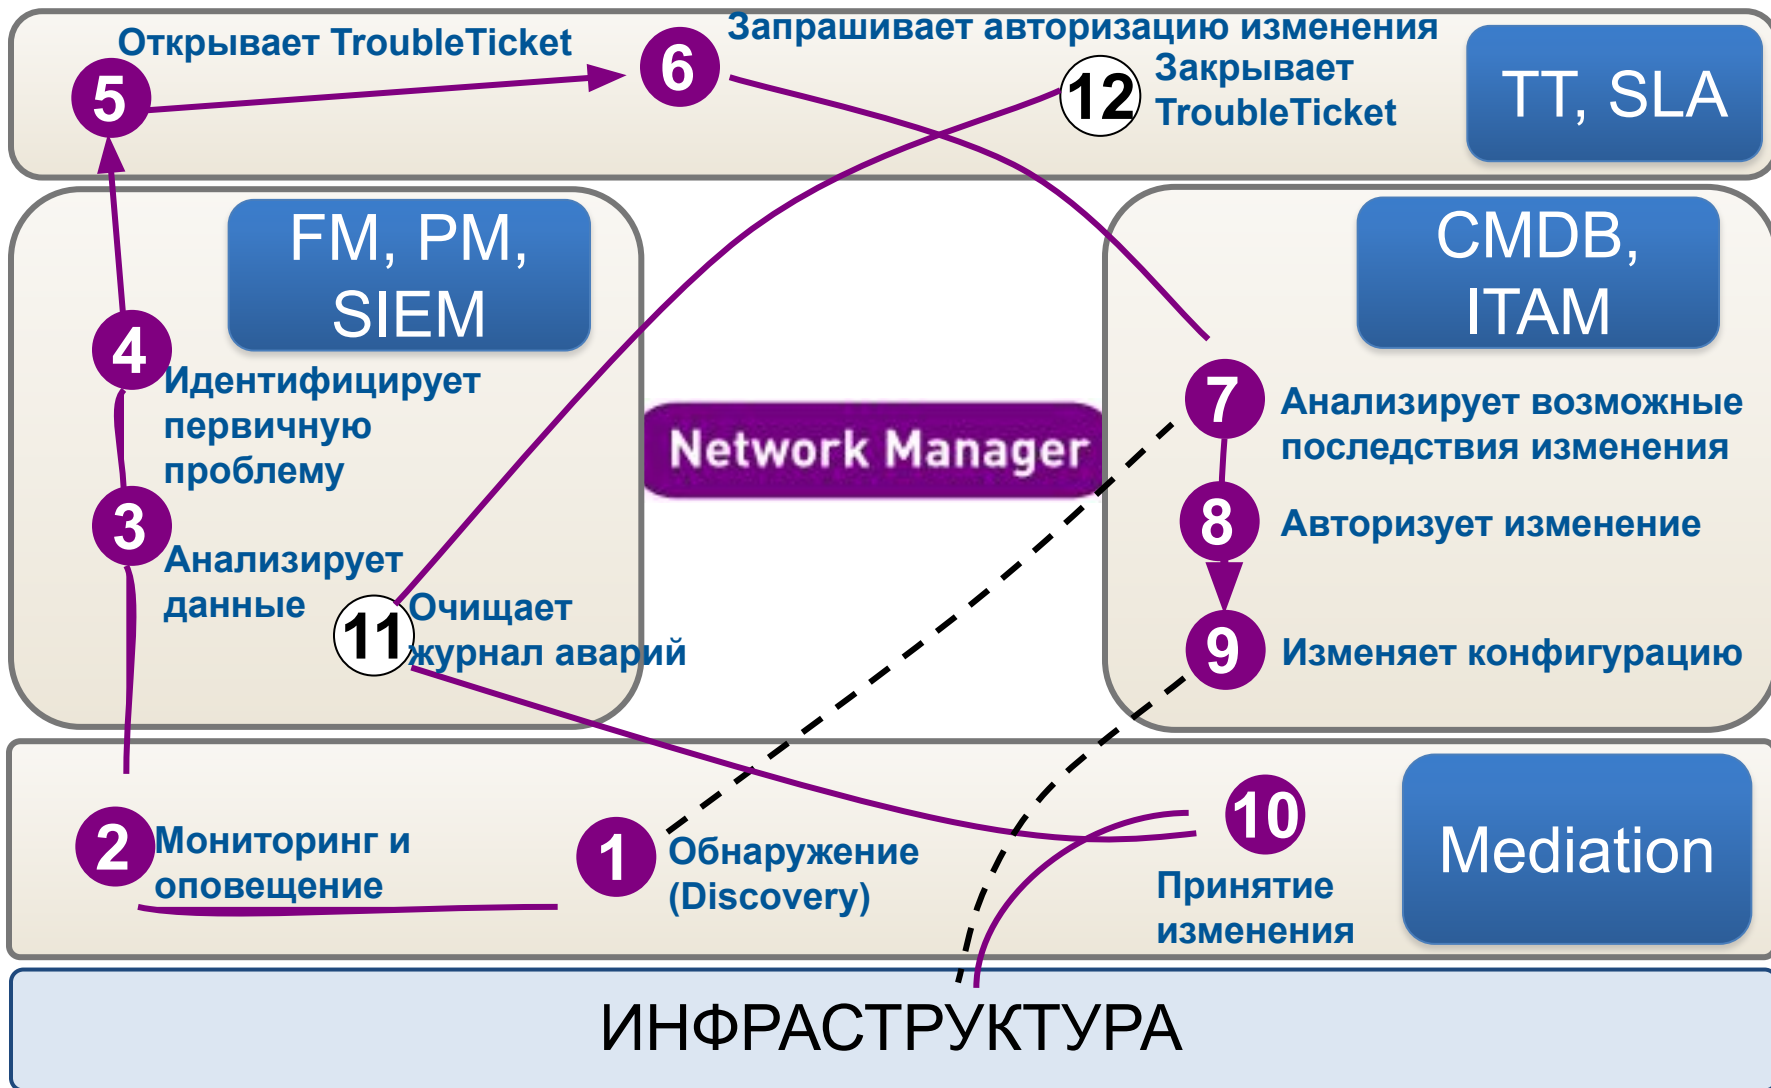 Открывает TroubleTicket
5
6
Запрашивает авторизацию изменения
12
Закрывает
TroubleTicket
TT, SLA
FM, PM,
SIEM
4
Идентифицирует
первичную
проблему
3
Анализирует
данные
11
Очищает
журнал аварий
Network Manager
CMDB,
ITAM
7
Анализирует возможные
последствия изменения
8
Авторизует изменение
9
Изменяет конфигурацию
2
Мониторинг и
оповещение
1
Обнаружение
(Discovery)
10
Принятие
изменения
Mediation
ИНФРАСТРУКТУРА